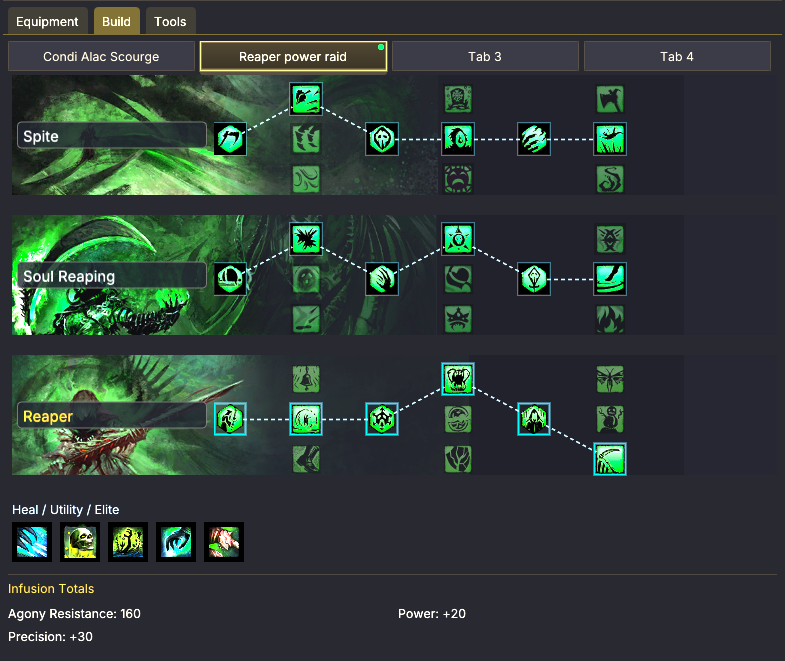 Equipment
Build
Tools
Condi Alac Scourge
Reaper power raid
Tab 3
Tab 4
Spite
Soul Reaping
Reaper
Heal / Utility / Elite
Infusion Totals
Agony Resistance: 160
Power: +20
Precision: +30